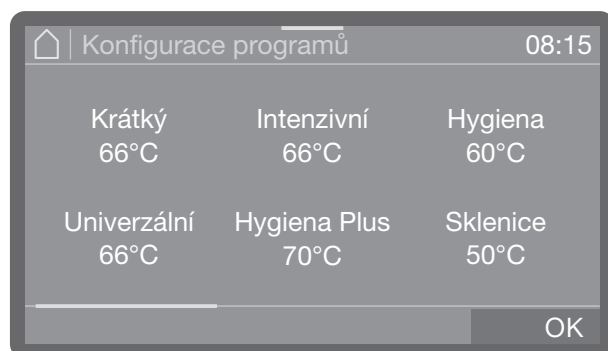 Konfigurace programů 08:15
Krátký Intenzivní Hygiena
66°C 66°C 60°C
Univerzální Hygiena Plus Sklenice
66°C 70°C 50°C
OK